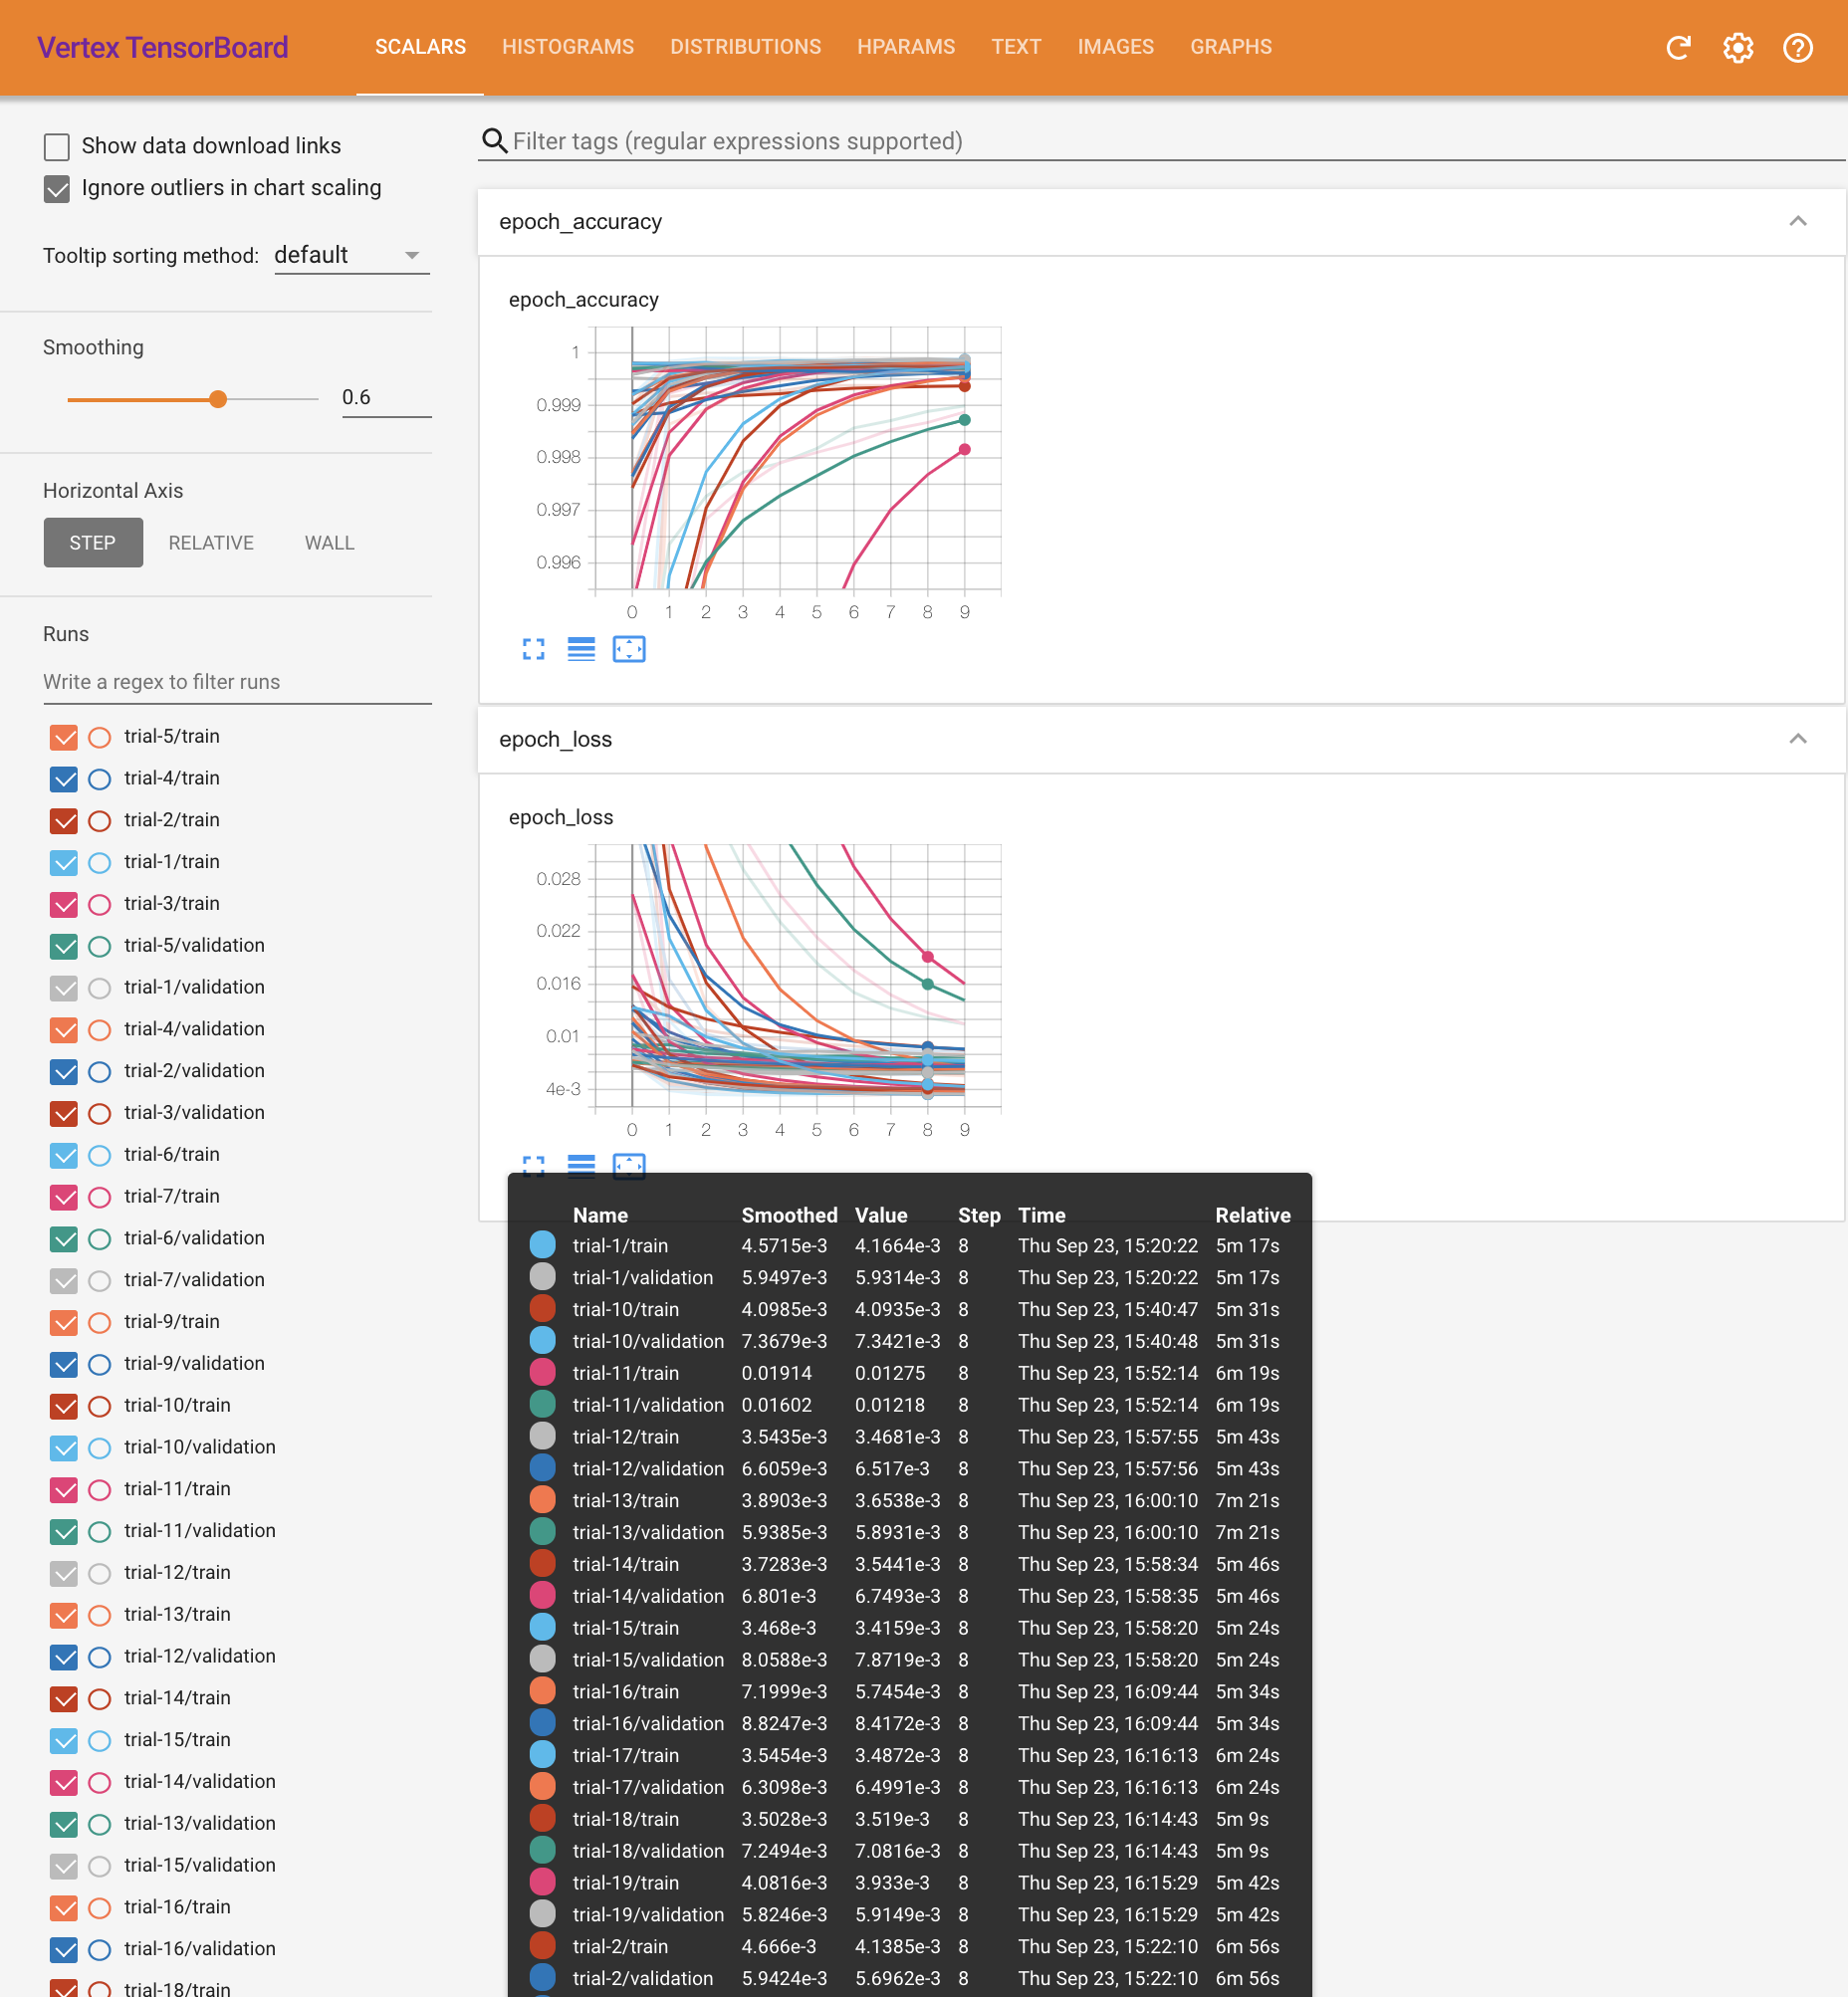 Vertex TensorBoard SCALARS HISTOGRAMS DISTRIBUTIONS HPARAMS TEXT IMAGES GRAPHS
Show data download links
Ignore outliers in chart scaling
Tooltip sorting method: default
Smoothing
0.6
Horizontal Axis
STEP RELATIVE WALL
Runs
Write a regex to filter runs
trial-5/train
trial-4/train
trial-2/train
trial-1/train
trial-3/train
trial-5/validation
trial-1/validation
trial-4/validation
trial-2/validation
trial-3/validation
trial-6/train
trial-7/train
trial-6/validation
trial-7/validation
trial-9/train
trial-9/validation
trial-10/train
trial-10/validation
trial-11/train
trial-11/validation
trial-12/train
trial-13/train
trial-12/validation
trial-14/train
trial-15/train
trial-14/validation
trial-13/validation
trial-15/validation
trial-16/train
trial-16/validation
trial-18/train
Filter tags (regular expressions supported)
epoch_accuracy
epoch_accuracy
1
0.999
0.998
0.997
0.996
0 1 2 3 4 5 6 7 8 9
epoch_loss
epoch_loss
0.028
0.022
0.016
0.01
4e-3
0 1 2 3 4 5 6 7 8 9
Name Smoothed Value Step Time Relative
trial-1/train 4.5715e-3 4.1664e-3 8 Thu Sep 23, 15:20:22 5m 17s
trial-1/validation 5.9497e-3 5.9314e-3 8 Thu Sep 23, 15:20:22 5m 17s
trial-10/train 4.0985e-3 4.0935e-3 8 Thu Sep 23, 15:40:47 5m 31s
trial-10/validation 7.3679e-3 7.3421e-3 8 Thu Sep 23, 15:40:48 5m 31s
trial-11/train 0.01914 0.01275 8 Thu Sep 23, 15:52:14 6m 19s
trial-11/validation 0.01602 0.01218 8 Thu Sep 23, 15:52:14 6m 19s
trial-12/train 3.5435e-3 3.4681e-3 8 Thu Sep 23, 15:57:55 5m 43s
trial-12/validation 6.6059e-3 6.517e-3 8 Thu Sep 23, 15:57:56 5m 43s
trial-13/train 3.8903e-3 3.6538e-3 8 Thu Sep 23, 16:00:10 7m 21s
trial-13/validation 5.9385e-3 5.8931e-3 8 Thu Sep 23, 16:00:10 7m 21s
trial-14/train 3.7283e-3 3.5441e-3 8 Thu Sep 23, 15:58:34 5m 46s
trial-14/validation 6.801e-3 6.7493e-3 8 Thu Sep 23, 15:58:35 5m 46s
trial-15/train 3.468e-3 3.4159e-3 8 Thu Sep 23, 15:58:20 5m 24s
trial-15/validation 8.0588e-3 7.8719e-3 8 Thu Sep 23, 15:58:20 5m 24s
trial-16/train 7.1999e-3 5.7454e-3 8 Thu Sep 23, 16:09:44 5m 34s
trial-16/validation 8.8247e-3 8.4172e-3 8 Thu Sep 23, 16:09:44 5m 34s
trial-17/train 3.5454e-3 3.4872e-3 8 Thu Sep 23, 16:16:13 6m 24s
trial-17/validation 6.3098e-3 6.4991e-3 8 Thu Sep 23, 16:16:13 6m 24s
trial-18/train 3.5028e-3 3.519e-3 8 Thu Sep 23, 16:14:43 5m 9s
trial-18/validation 7.2494e-3 7.0816e-3 8 Thu Sep 23, 16:14:43 5m 9s
trial-19/train 4.0816e-3 3.933e-3 8 Thu Sep 23, 16:15:29 5m 42s
trial-19/validation 5.8246e-3 5.9149e-3 8 Thu Sep 23, 16:15:29 5m 42s
trial-2/train 4.666e-3 4.1385e-3 8 Thu Sep 23, 15:22:10 6m 56s
trial-2/validation 5.9424e-3 5.6962e-3 8 Thu Sep 23, 15:22:10 6m 56s